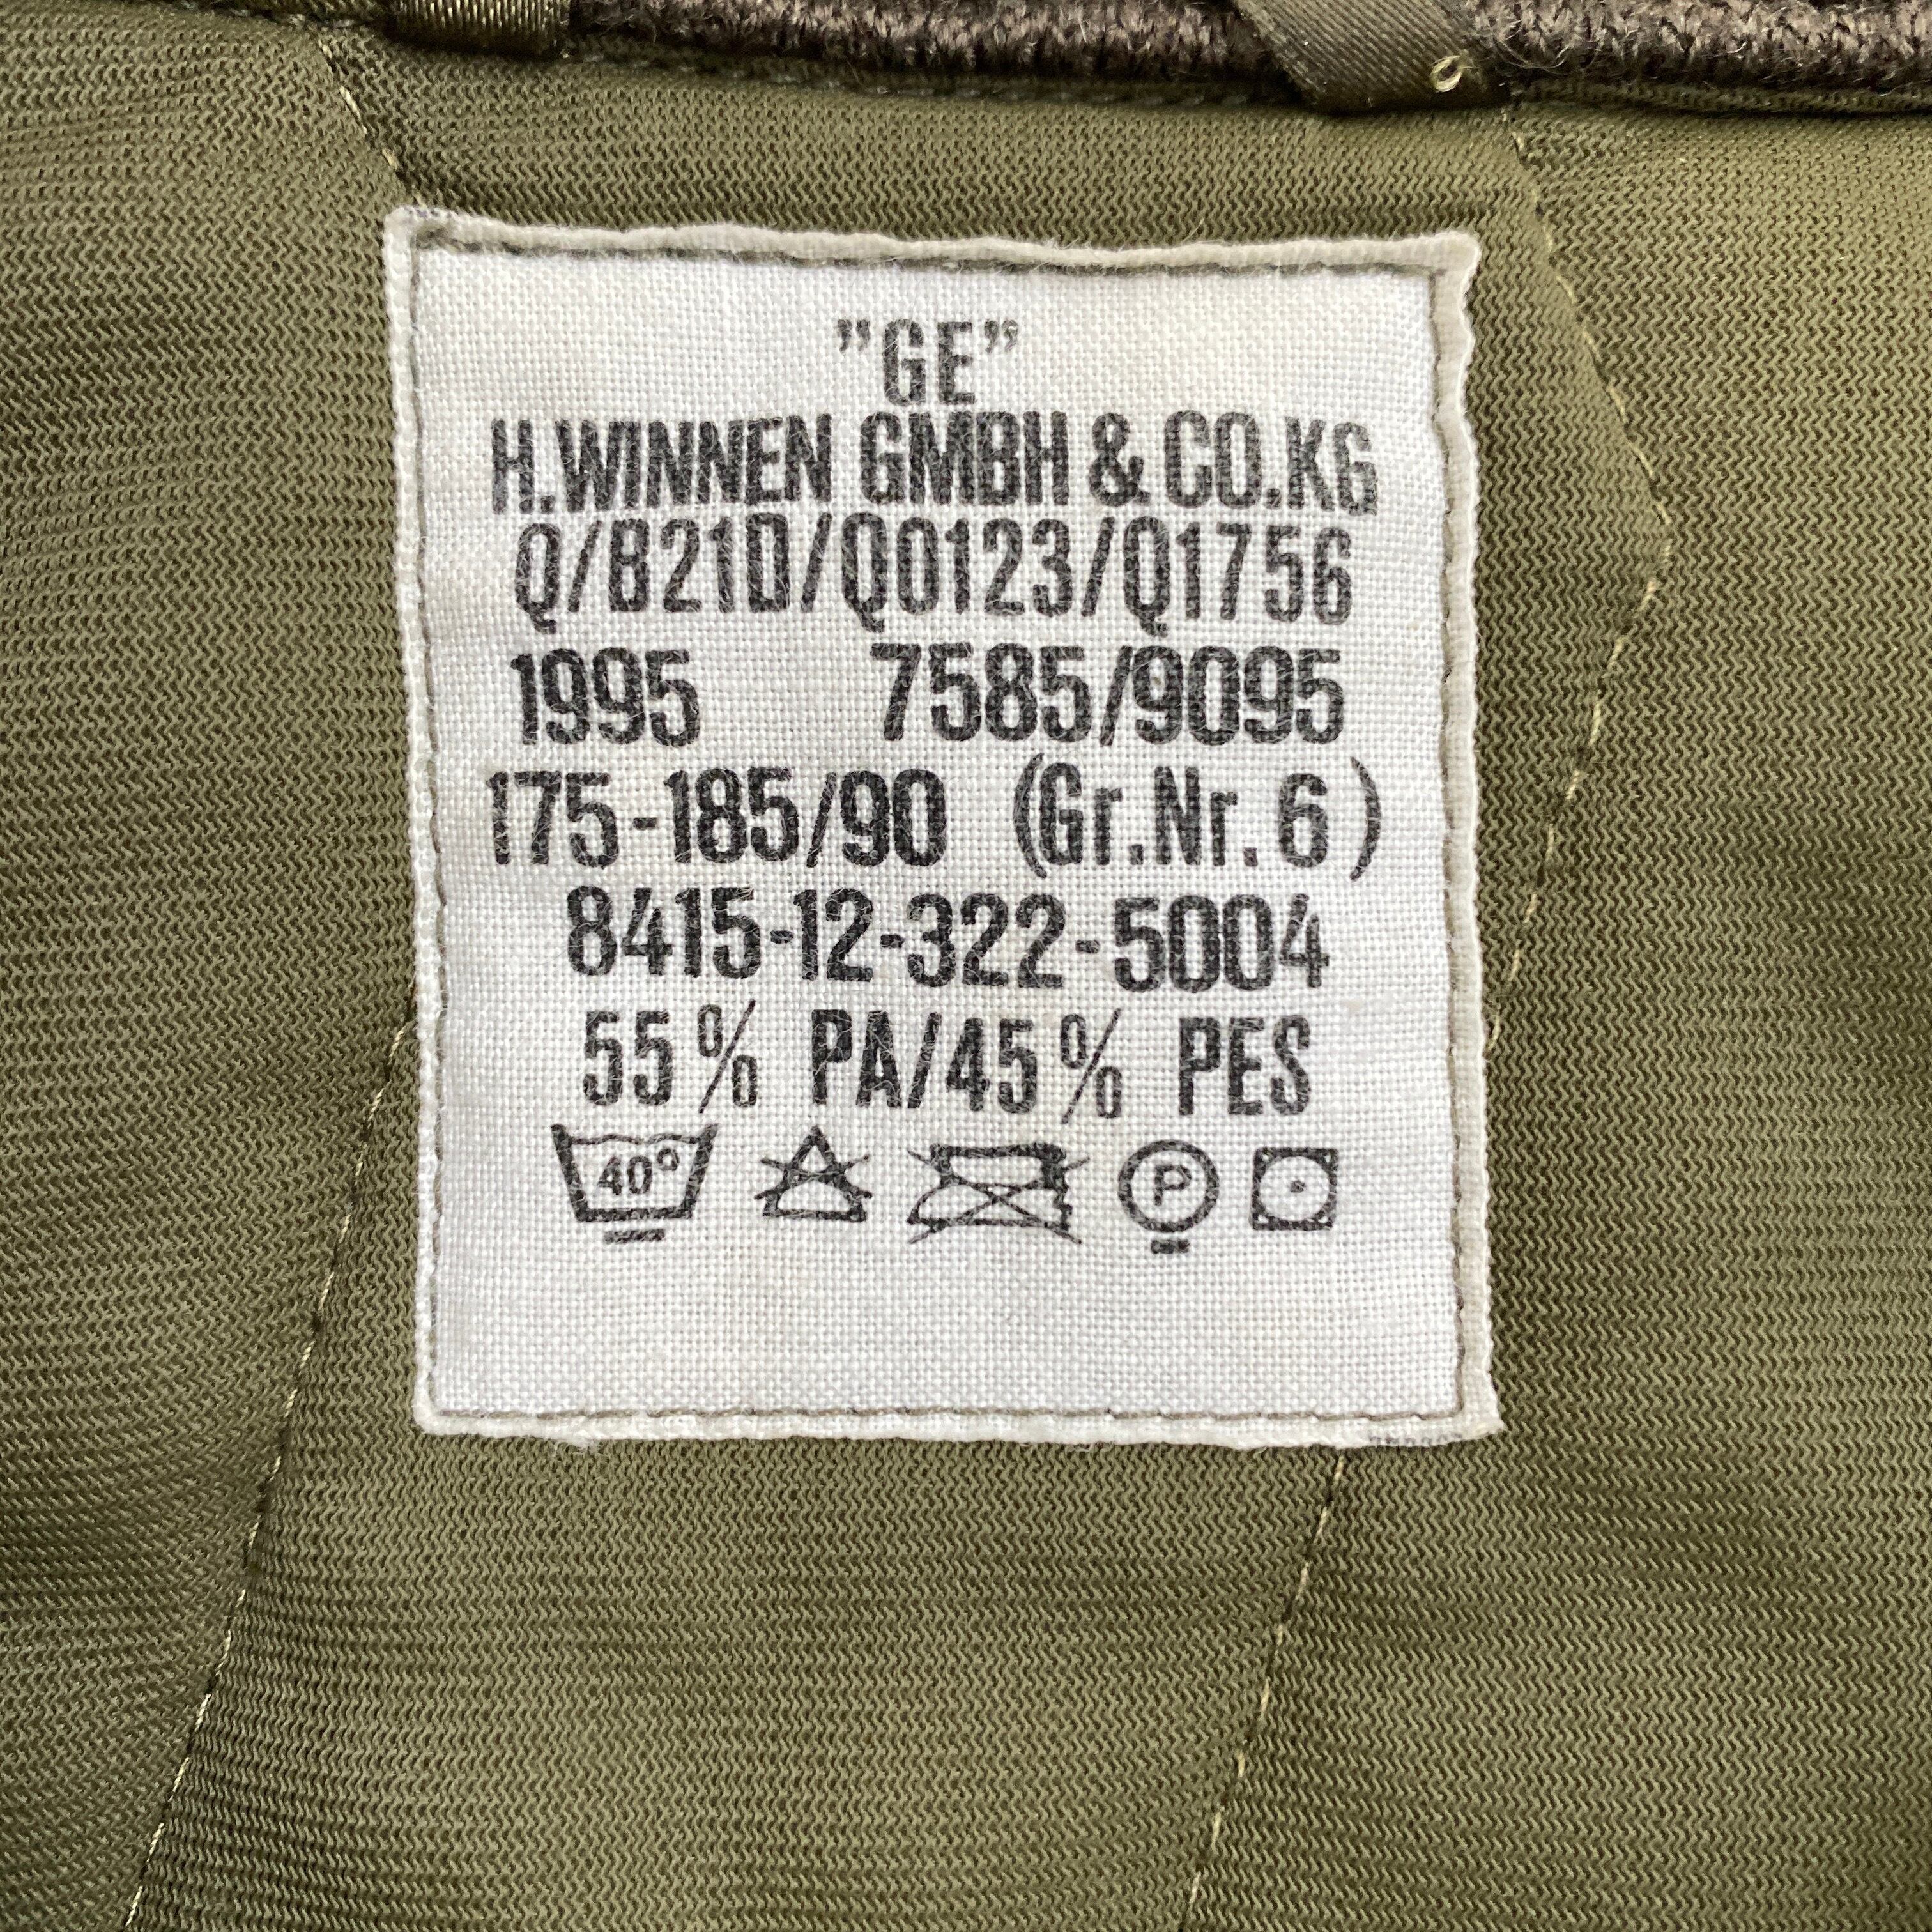 ”GE”
H.WINNEN GMBH & CO.KG
Q/B21D/Q0123/Q1756
1995 7585/9095
175-185/90 (Gr.Nr. 6)
8415-12-322-5004
55% PA/45% PES
40° P